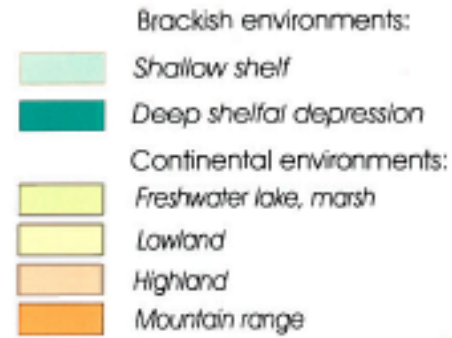 Brackish environments:
Shallow shelf
Deep shelfal depression
Continental environments:
Freshwater lake, marsh
Lowland
Highland
Mountain range